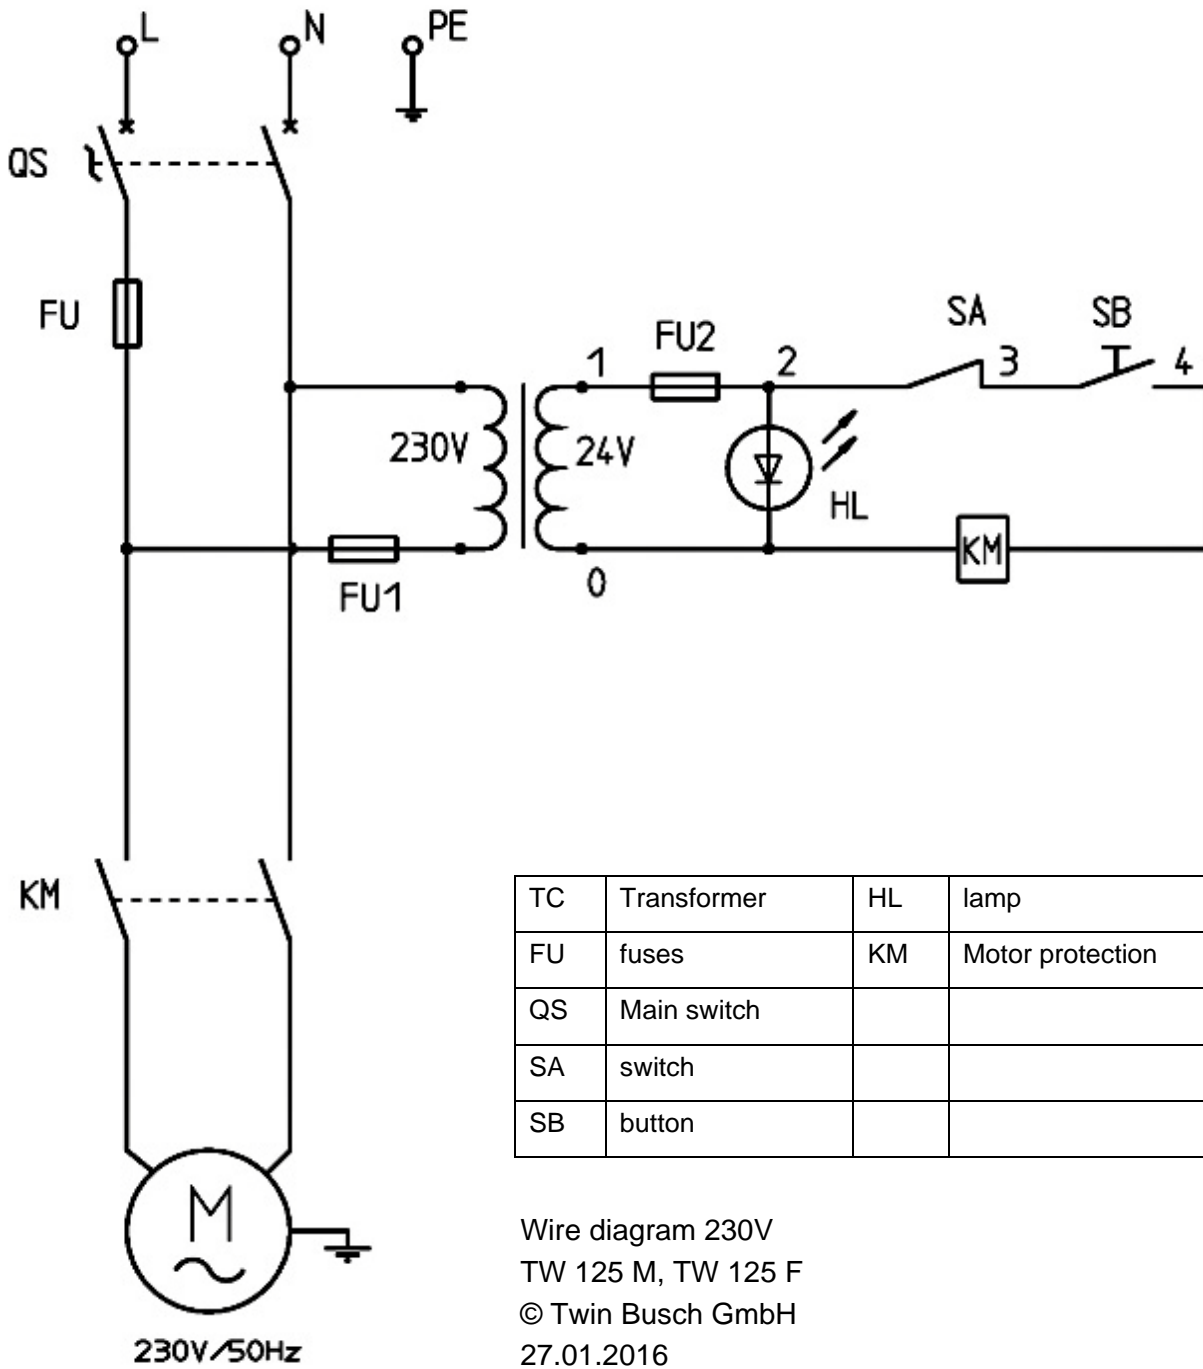 L N PE
QS
FU
FU2
SA SB
1 2 3 4
230V 24V
HL
KM
FU1
0
KM
TC Transformer HL lamp
FU fuses KM Motor protection
QS Main switch
SA switch
SB button
M
230V/50Hz
Wire diagram 230V
TW 125 M, TW 125 F
© Twin Busch GmbH
27.01.2016